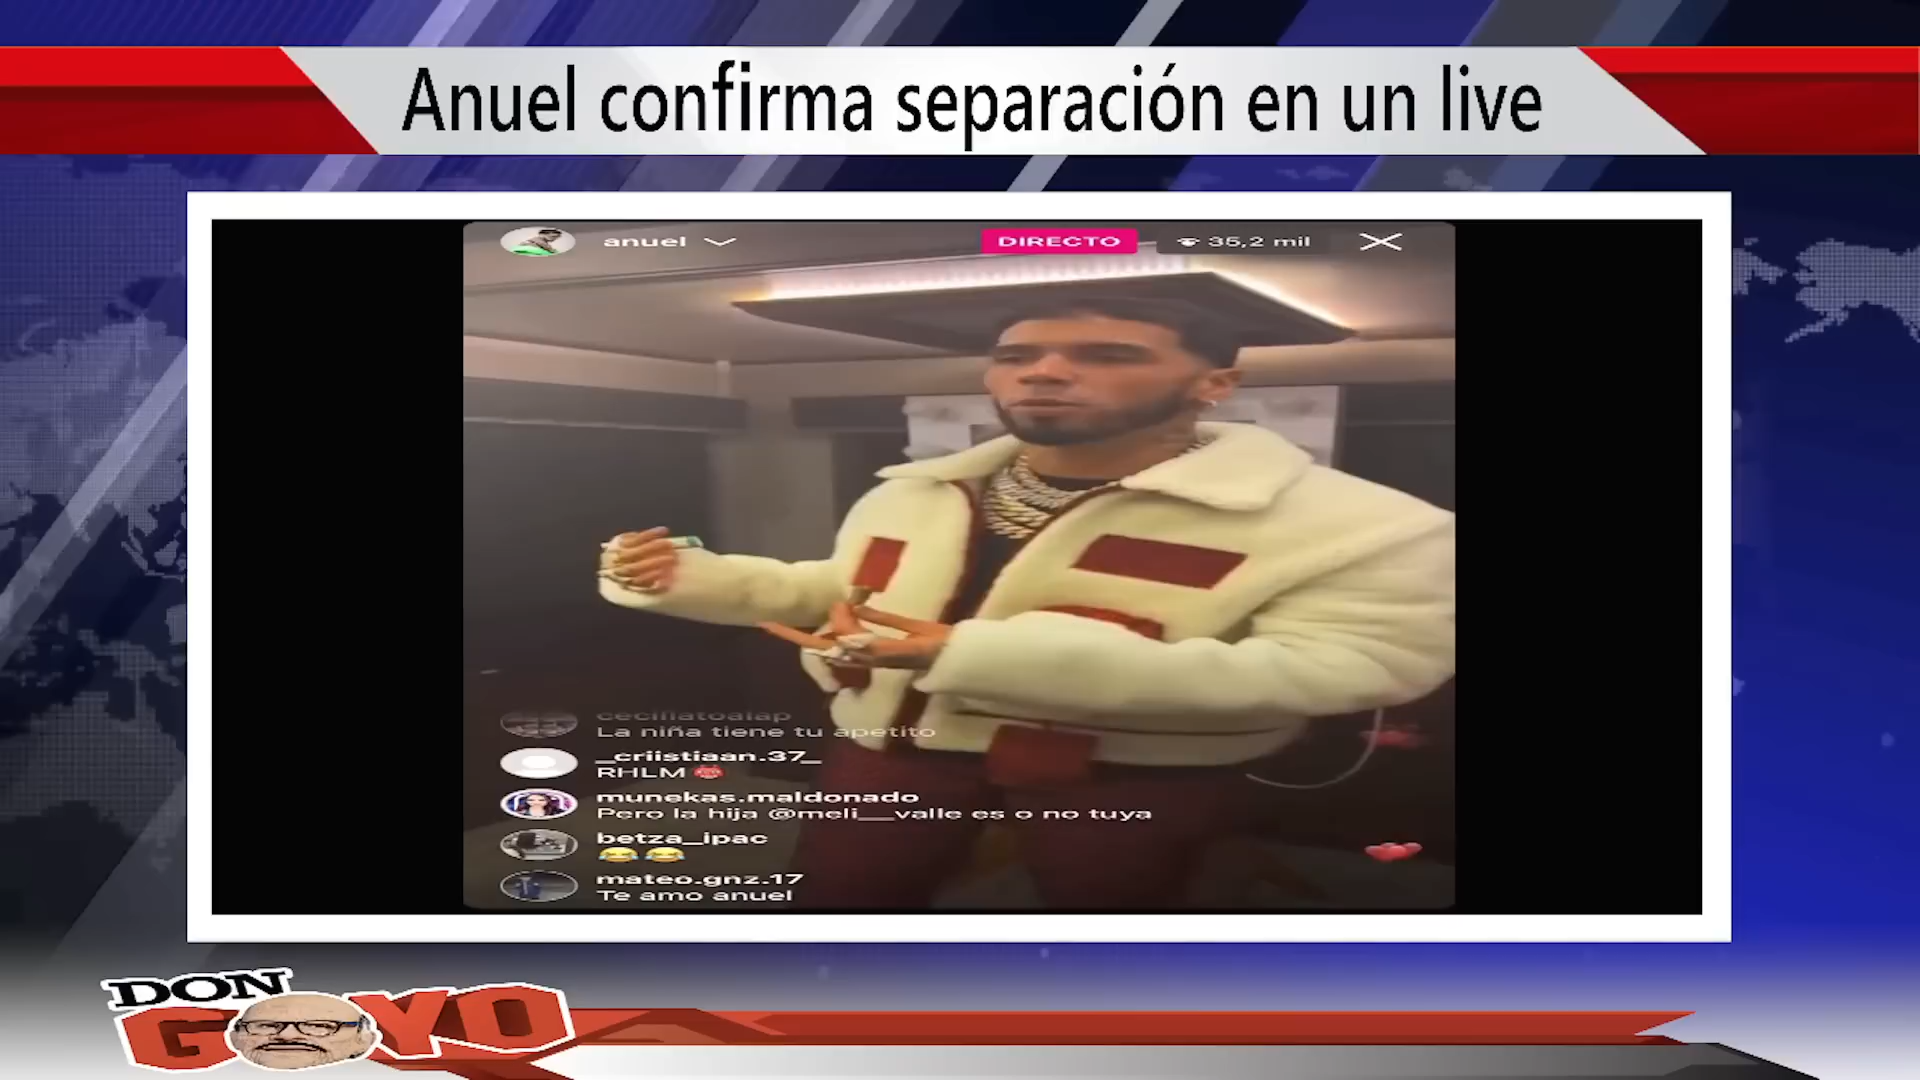 Anuel confirma separación en un live
anuel
DIRECTO
35,2 mil
ceciliatoalap
La niña tiene tu apetito
_criistiaan.37_
RHLM
munekas.maldonado
Pero la hija @meli__valle es o no tuya
betza_ipac
😂😂
mateo.gnz.17
Te amo anuel
DON
GOYO